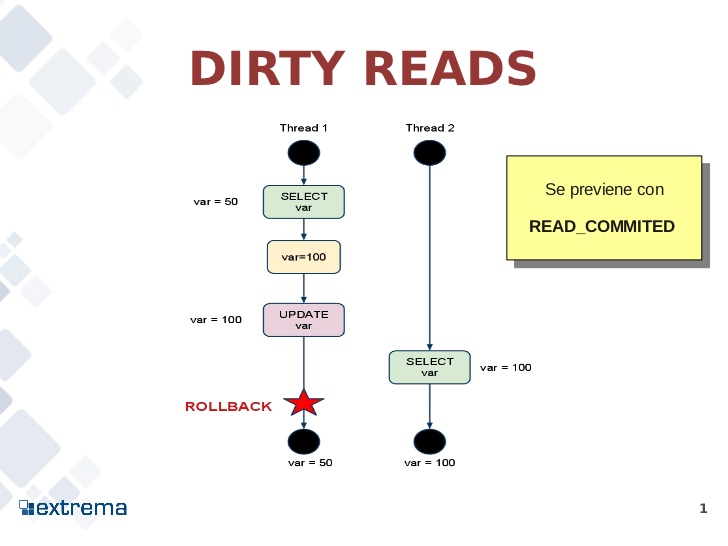 DIRTY READS
Thread 1
Thread 2
var = 50
SELECT
var
var=100
var = 100
UPDATE
var
SELECT
var
var = 100
ROLLBACK
var = 50
var = 100
Se previene con
READ_COMMITED
extrema
1